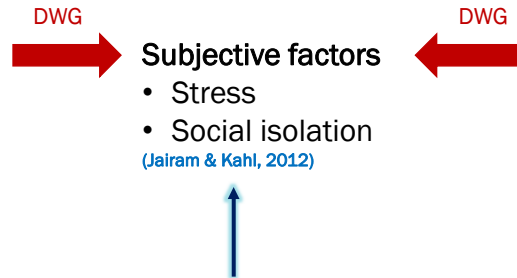 DWG
DWG
Subjective factors
• Stress
• Social isolation
(Jairam & Kahl, 2012)